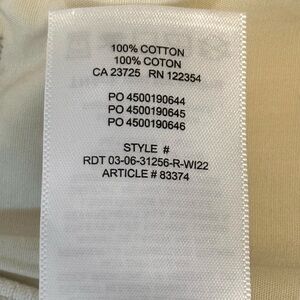 100% COTTON
100% COTON
CA 23725 RN 122354
PO 4500190644
PO 4500190645
PO 4500190646
STYLE #
RDT 03-06-31256-R-WI22
ARTICLE # 83374